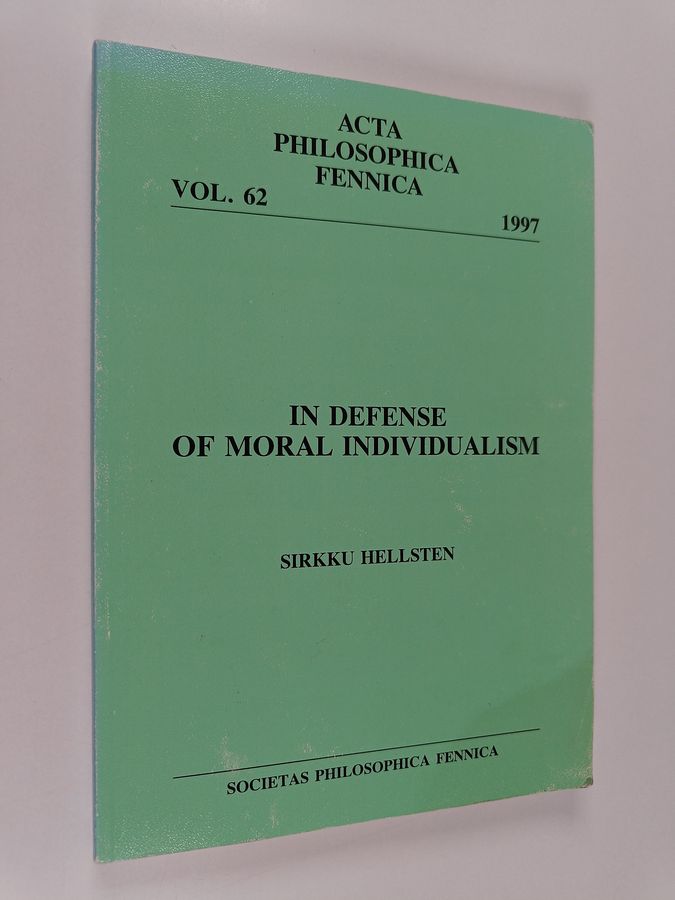 ACTA
PHILOSOPHICA
FENNICA
VOL. 62
1997
IN DEFENSE
OF MORAL INDIVIDUALISM
SIRKKU HELLSTEN
SOCIETAS PHILOSOPHICA FENNICA